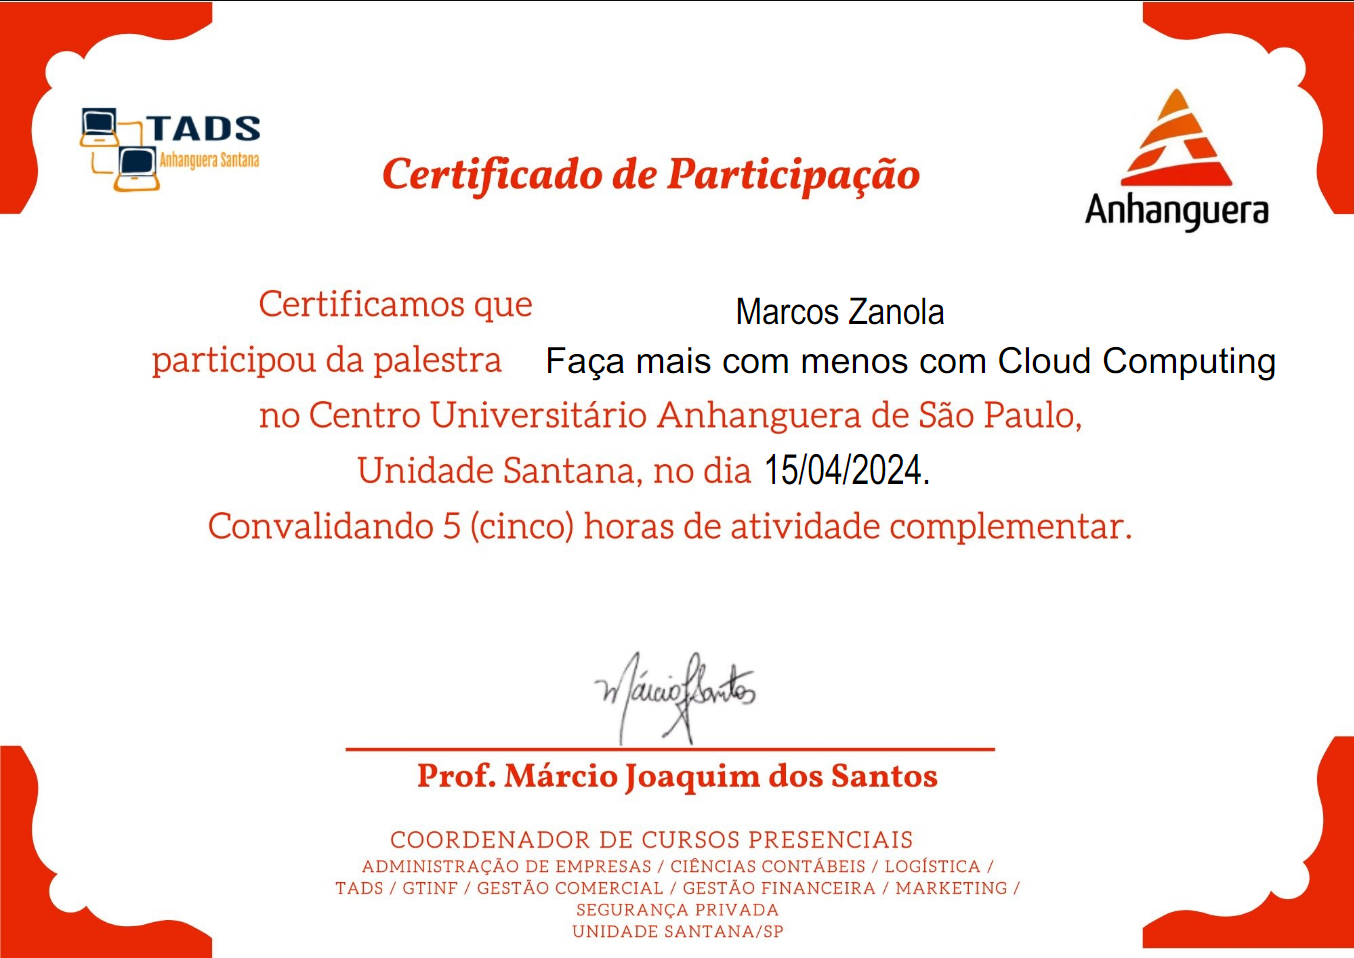 TADS
Anhanguera Santana
Certificado de Participação
Anhanguera
Certificamos que Marcos Zanola
participou da palestra Faça mais com menos com Cloud Computing
no Centro Universitário Anhanguera de São Paulo,
Unidade Santana, no dia 15/04/2024.
Convalidando 5 (cinco) horas de atividade complementar.
Márcio J Santos
Prof. Márcio Joaquim dos Santos
COORDENADOR DE CURSOS PRESENCIAIS
ADMINISTRAÇÃO DE EMPRESAS / CIÊNCIAS CONTÁBEIS / LOGÍSTICA /
TADS / GTINF / GESTÃO COMERCIAL / GESTÃO FINANCEIRA / MARKETING /
SEGURANÇA PRIVADA
UNIDADE SANTANA/SP